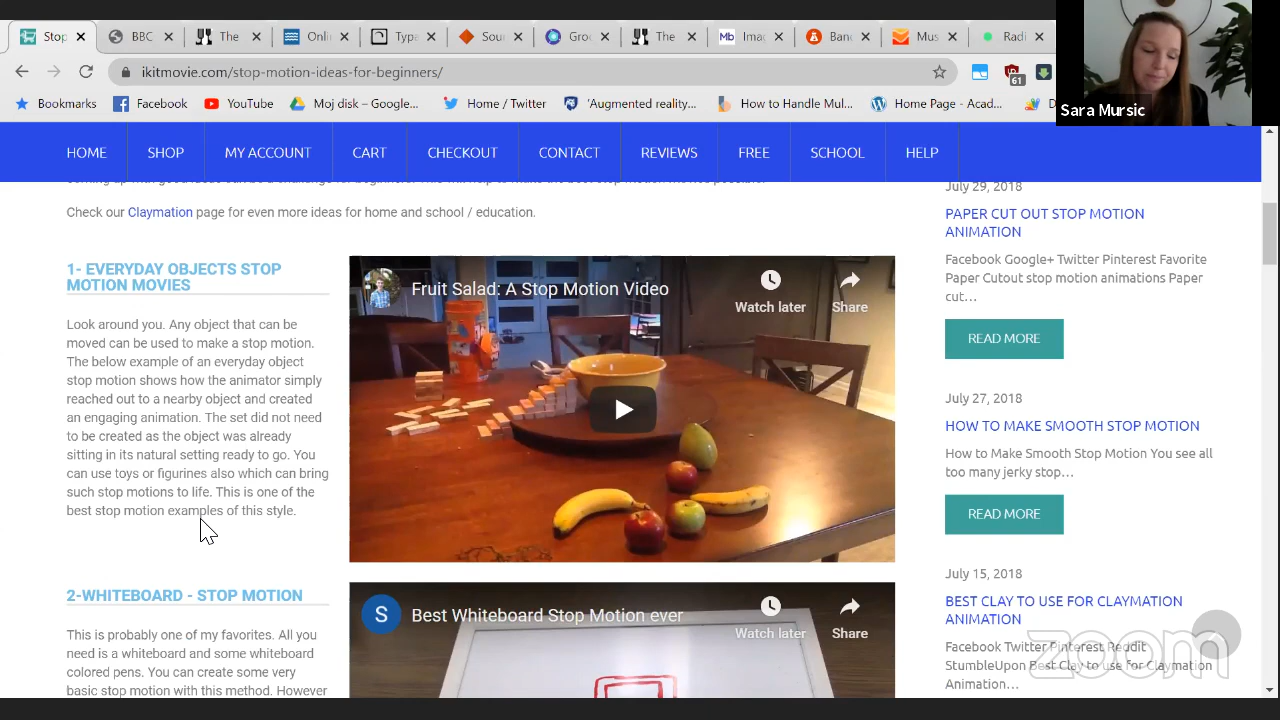 Stop
BBC
The
Onli
Type
Sou
Groo
The
Mb Imag
Banc
Mus
Radi
ikitmovie.com/stop-motion-ideas-for-beginners/
61
Bookmarks
Facebook
YouTube
Moj disk – Google...
Home / Twitter
'Augmented reality...
How to Handle Mul...
Home Page - Acad...
Sara Mursic
HOME
SHOP
MY ACCOUNT
CART
CHECKOUT
CONTACT
REVIEWS
FREE
SCHOOL
HELP
Check our Claymation page for even more ideas for home and school / education.
1- EVERYDAY OBJECTS STOP
MOTION MOVIES
Look around you. Any object that can be
moved can be used to make a stop motion.
The below example of an everyday object
stop motion shows how the animator simply
reached out to a nearby object and created
an engaging animation. The set did not need
to be created as the object was already
sitting in its natural setting ready to go. You
can use toys or figurines also which can bring
such stop motions to life. This is one of the
best stop motion examples of this style.
Fruit Salad: A Stop Motion Video
Watch later
Share
2-WHITEBOARD - STOP MOTION
This is probably one of my favorites. All you
need is a whiteboard and some whiteboard
colored pens. You can create some very
basic stop motion with this method. However
S
Best Whiteboard Stop Motion ever
Watch later
Share
July 29, 2018
PAPER CUT OUT STOP MOTION
ANIMATION
Facebook Google+ Twitter Pinterest Favorite
Paper Cutout stop motion animations Paper
cut...
READ MORE
July 27, 2018
HOW TO MAKE SMOOTH STOP MOTION
How to Make Smooth Stop Motion You see all
too many jerky stop...
READ MORE
July 15, 2018
BEST CLAY TO USE FOR CLAYMATION
ANIMATION
Facebook Twitter Pinterest Reddit
StumbleUpon Best Clay to use for Claymation
Animation...
zoom